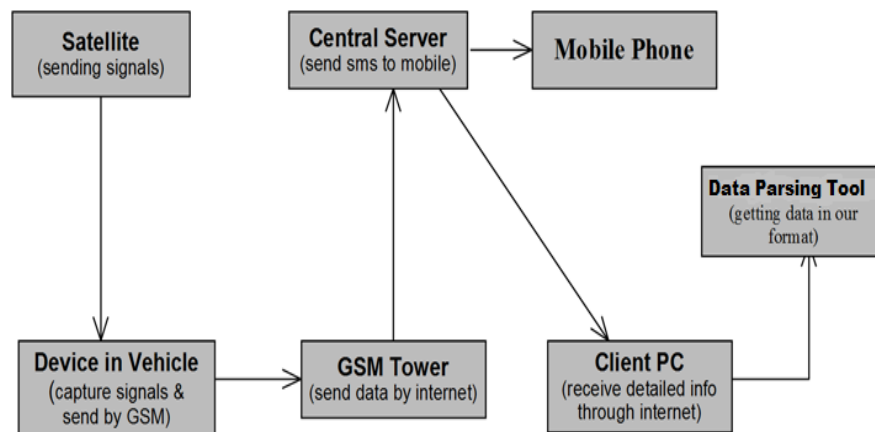 Satellite
(sending signals)
Central Server
(send sms to mobile)
Mobile Phone
Data Parsing Tool
(getting data in our
format)
Device in Vehicle
(capture signals &
send by GSM)
GSM Tower
(send data by internet)
Client PC
(receive detailed info
through internet)